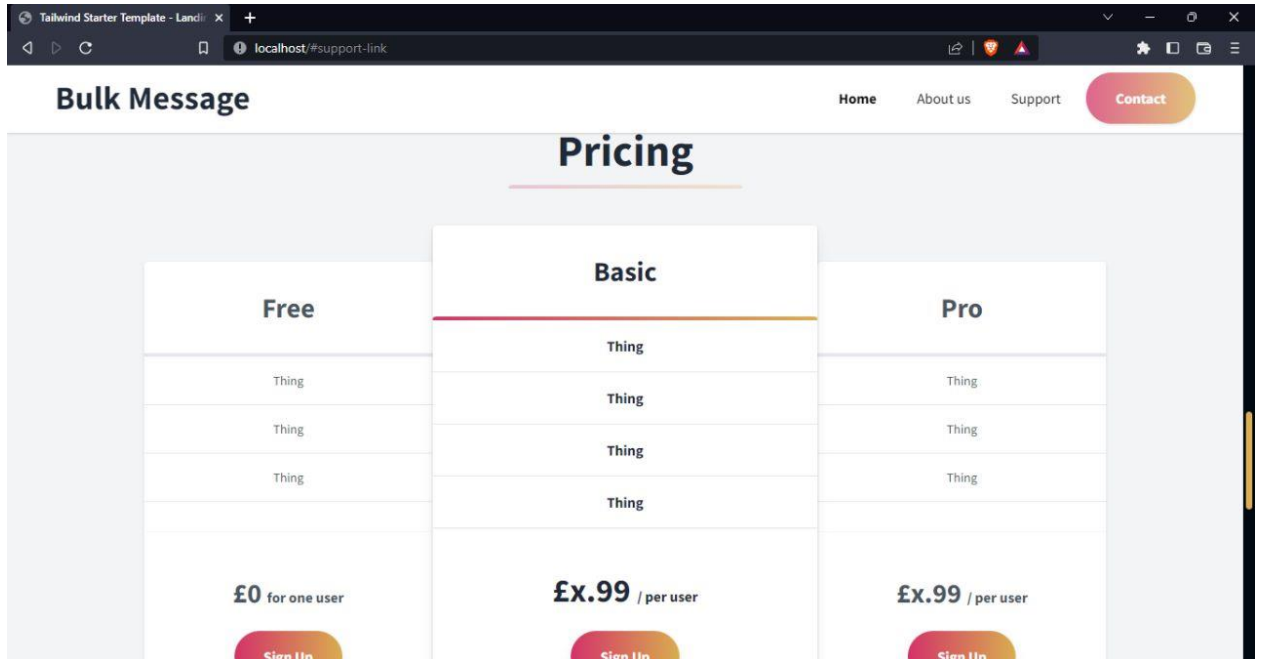 Tailwind Starter Template - Landin
localhost/#support-link
Bulk Message
Home About us Support Contact
Pricing
Free
Thing
Thing
Thing
£0 for one user
Sign Up
Basic
Thing
Thing
Thing
Thing
£x.99 / per user
Sign Up
Pro
Thing
Thing
Thing
£x.99 / per user
Sign Up